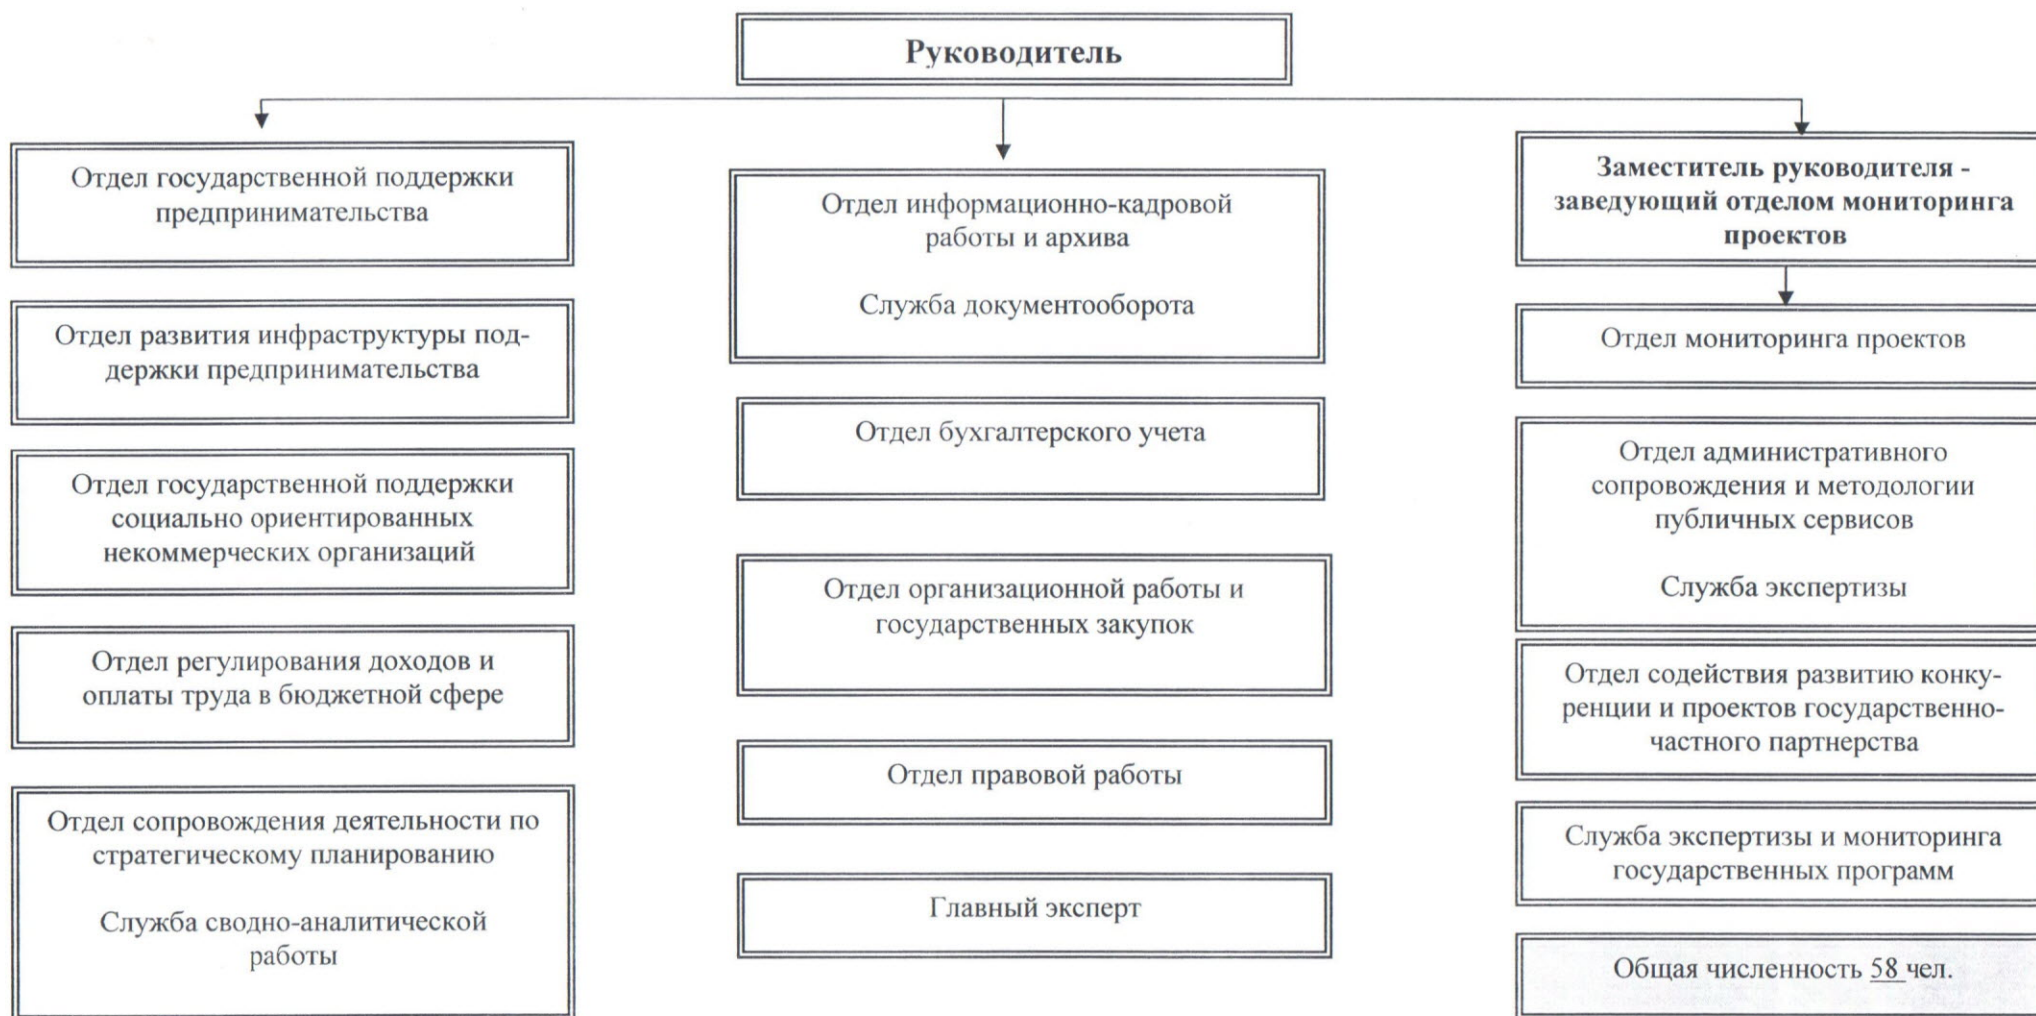 Руководитель
Отдел государственной поддержки
предпринимательства
Отдел развития инфраструктуры под-
держки предпринимательства
Отдел государственной поддержки
социально ориентированных
некоммерческих организаций
Отдел регулирования доходов и
оплаты труда в бюджетной сфере
Отдел сопровождения деятельности по
стратегическому планированию
Служба сводно-аналитической
работы
Отдел информационно-кадровой
работы и архива
Служба документооборота
Отдел бухгалтерского учета
Отдел организационной работы и
государственных закупок
Отдел правовой работы
Главный эксперт
Заместитель руководителя -
заведующий отделом мониторинга
проектов
Отдел мониторинга проектов
Отдел административного
сопровождения и методологии
публичных сервисов
Служба экспертизы
Отдел содействия развитию конку-
ренции и проектов государственно-
частного партнерства
Служба экспертизы и мониторинга
государственных программ
Общая численность 58 чел.